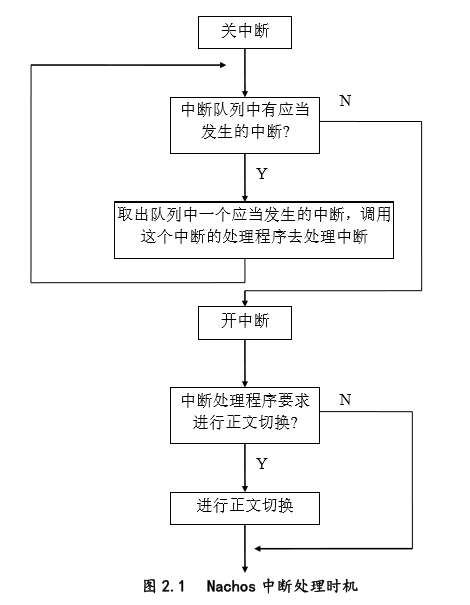 关中断
中断队列中有应当
发生的中断?
N
Y
取出队列中一个应当发生的中断，调用
这个中断的处理程序去处理中断
开中断
中断处理程序要求
进行正文切换?
N
Y
进行正文切换
图 2.1 Nachos 中断处理时机